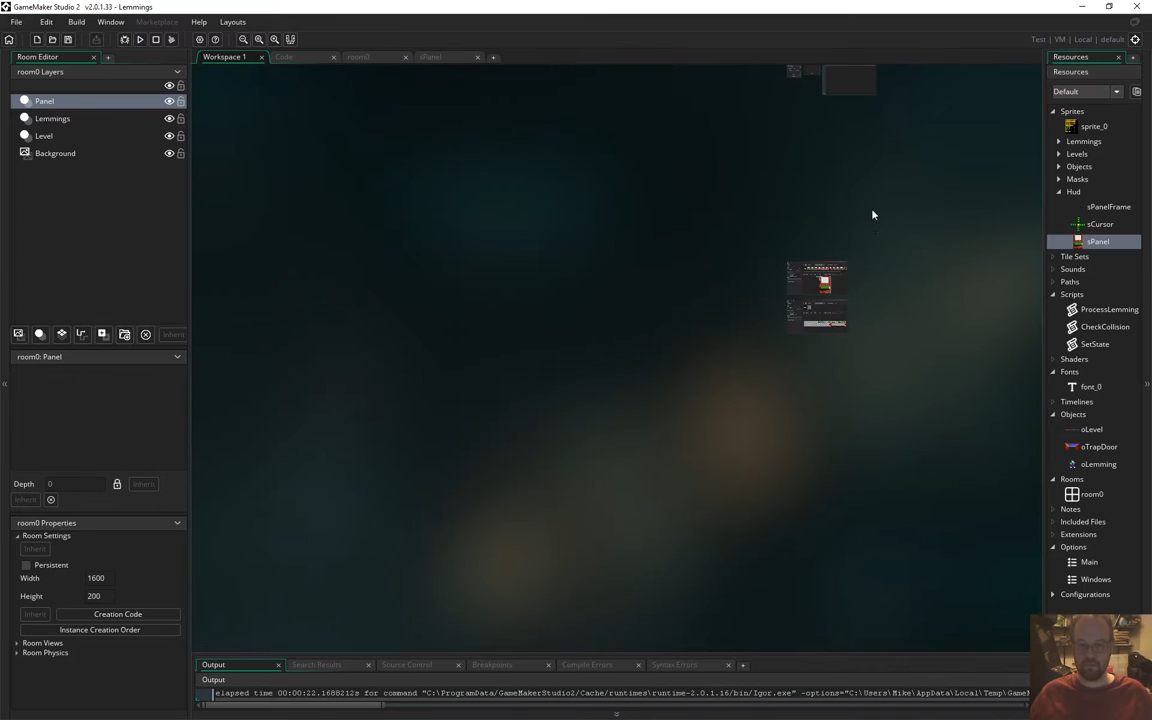 GameMaker Studio 2 v2.0.1.33 - Lemmings
File Edit Build Window Marketplace Help Layouts
Test | VM | Local | default
Room Editor
Workspace 1 Code room0 sPanel
Resources
room0 Layers
Resources
Default
Panel
Lemmings
Level
Background
Sprites
sprite_0
Lemmings
Levels
Objects
Masks
Hud
sPanelFrame
sCursor
sPanel
Tile Sets
Sounds
Paths
Scripts
ProcessLemming
CheckCollision
SetState
Shaders
Fonts
font_0
Timelines
Objects
oLevel
oTrapDoor
oLemming
Rooms
room0
Notes
Included Files
Extensions
Options
Main
Windows
Configurations
Inherit
room0: Panel
Depth 0 Inherit
Inherit
room0 Properties
Room Settings
Inherit
Persistent
Width 1600
Height 200
Inherit Creation Code
Instance Creation Order
Room Views
Room Physics
Output Search Results Source Control Breakpoints Compile Errors Syntax Errors
Output
elapsed time 00:00:22.1688212s for command "C:\ProgramData/GameMakerStudio2/Cache/runtimes\runtime-2.0.1.16/bin/Igor.exe" -options="C:\Users\Mike\AppData\Local\Temp\GameM